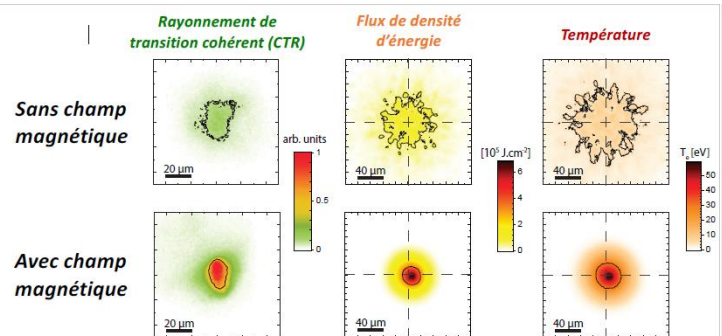 Rayonnement de
transition cohérent (CTR)
Flux de densité
d'énergie
Température
Sans champ
magnétique
20 µm
arb. units
1
0.5
0
40 µm
[10⁵ J.cm⁻²]
6
4
2
0
40 µm
Tₑ [eV]
50
40
30
20
10
0
Avec champ
magnétique
20 µm
40 µm
40 µm